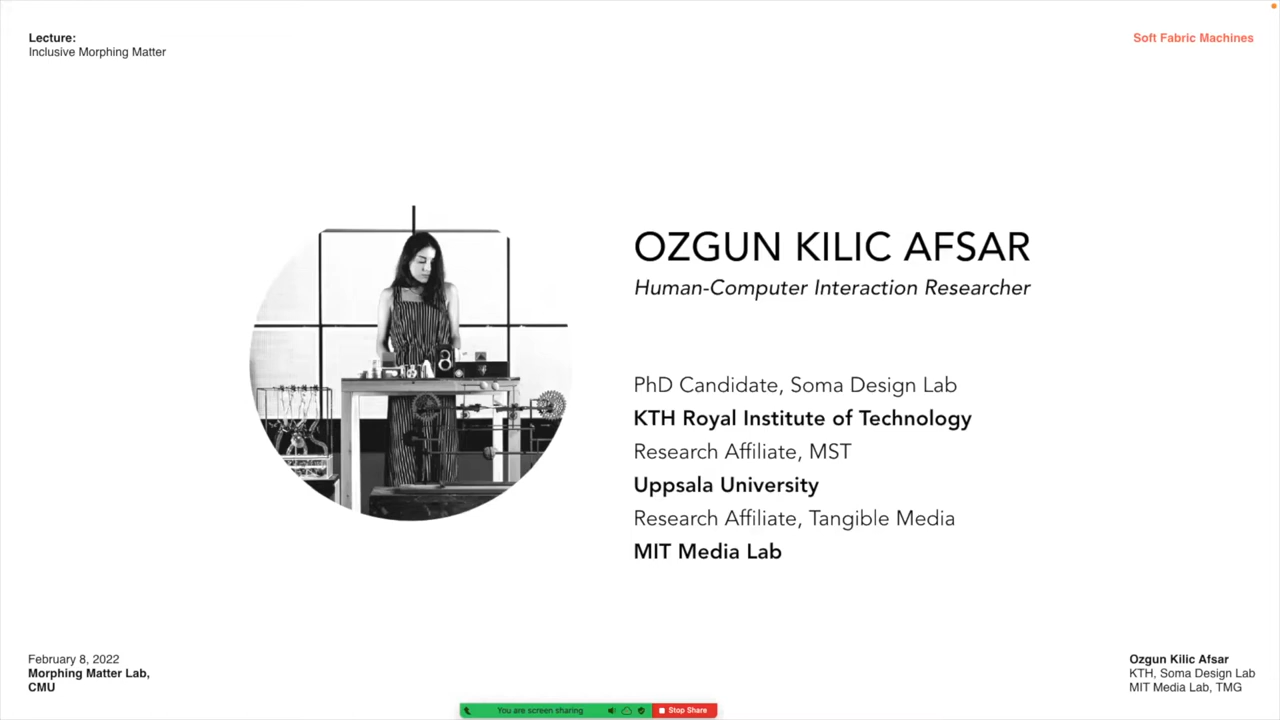 Lecture:
Inclusive Morphing Matter
Soft Fabric Machines
OZGUN KILIC AFSAR
Human-Computer Interaction Researcher
PhD Candidate, Soma Design Lab
KTH Royal Institute of Technology
Research Affiliate, MST
Uppsala University
Research Affiliate, Tangible Media
MIT Media Lab
February 8, 2022
Morphing Matter Lab,
CMU
Ozgun Kilic Afsar
KTH, Soma Design Lab
MIT Media Lab, TMG
You are screen sharing
Stop Share